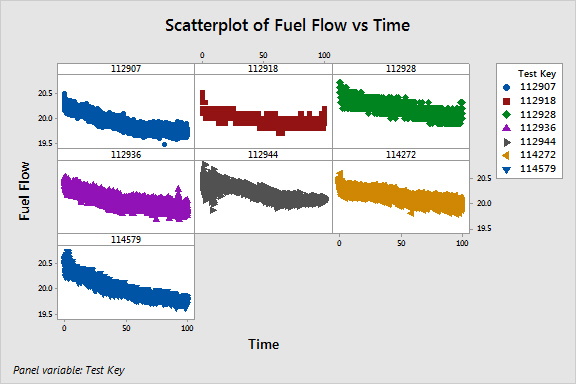 Scatterplot of Fuel Flow vs Time
0 50 100
112907 112918 112928
20.5
20.0
19.5
112936 112944 114272
20.5
20.0
19.5
0 50 100
114579
20.5
20.0
19.5
0 50 100
Fuel Flow
Time
Test Key
112907
112918
112928
112936
112944
114272
114579
Panel variable: Test Key